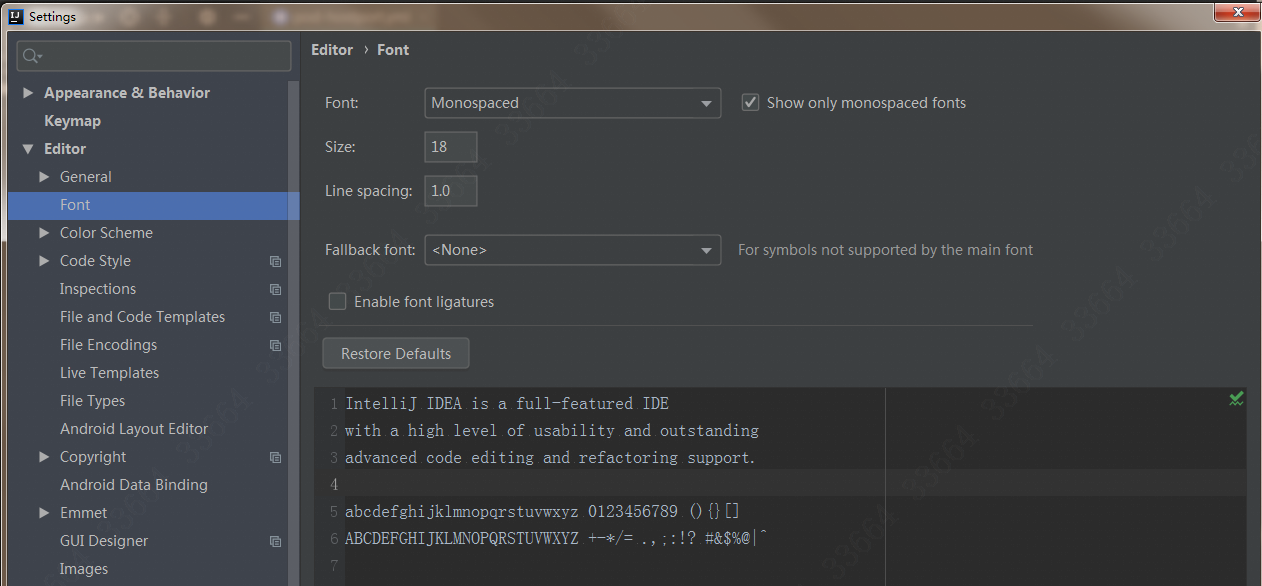 Settings
Editor › Font
Appearance & Behavior
Keymap
Editor
General
Font
Color Scheme
Code Style
Inspections
File and Code Templates
File Encodings
Live Templates
File Types
Android Layout Editor
Copyright
Android Data Binding
Emmet
GUI Designer
Images
Font: Monospaced Show only monospaced fonts
Size: 18
Line spacing: 1.0
Fallback font: <None> For symbols not supported by the main font
Enable font ligatures
Restore Defaults
1 IntelliJ IDEA is a full-featured IDE
2 with a high level of usability and outstanding
3 advanced code editing and refactoring support.
4
5 abcdefghijklmnopqrstuvwxyz 0123456789 (){}[]
6 ABCDEFGHIJKLMNOPQRSTUVWXYZ +-*/= .,;:!? #&$%@|^
7
33664 33664 33664 33664